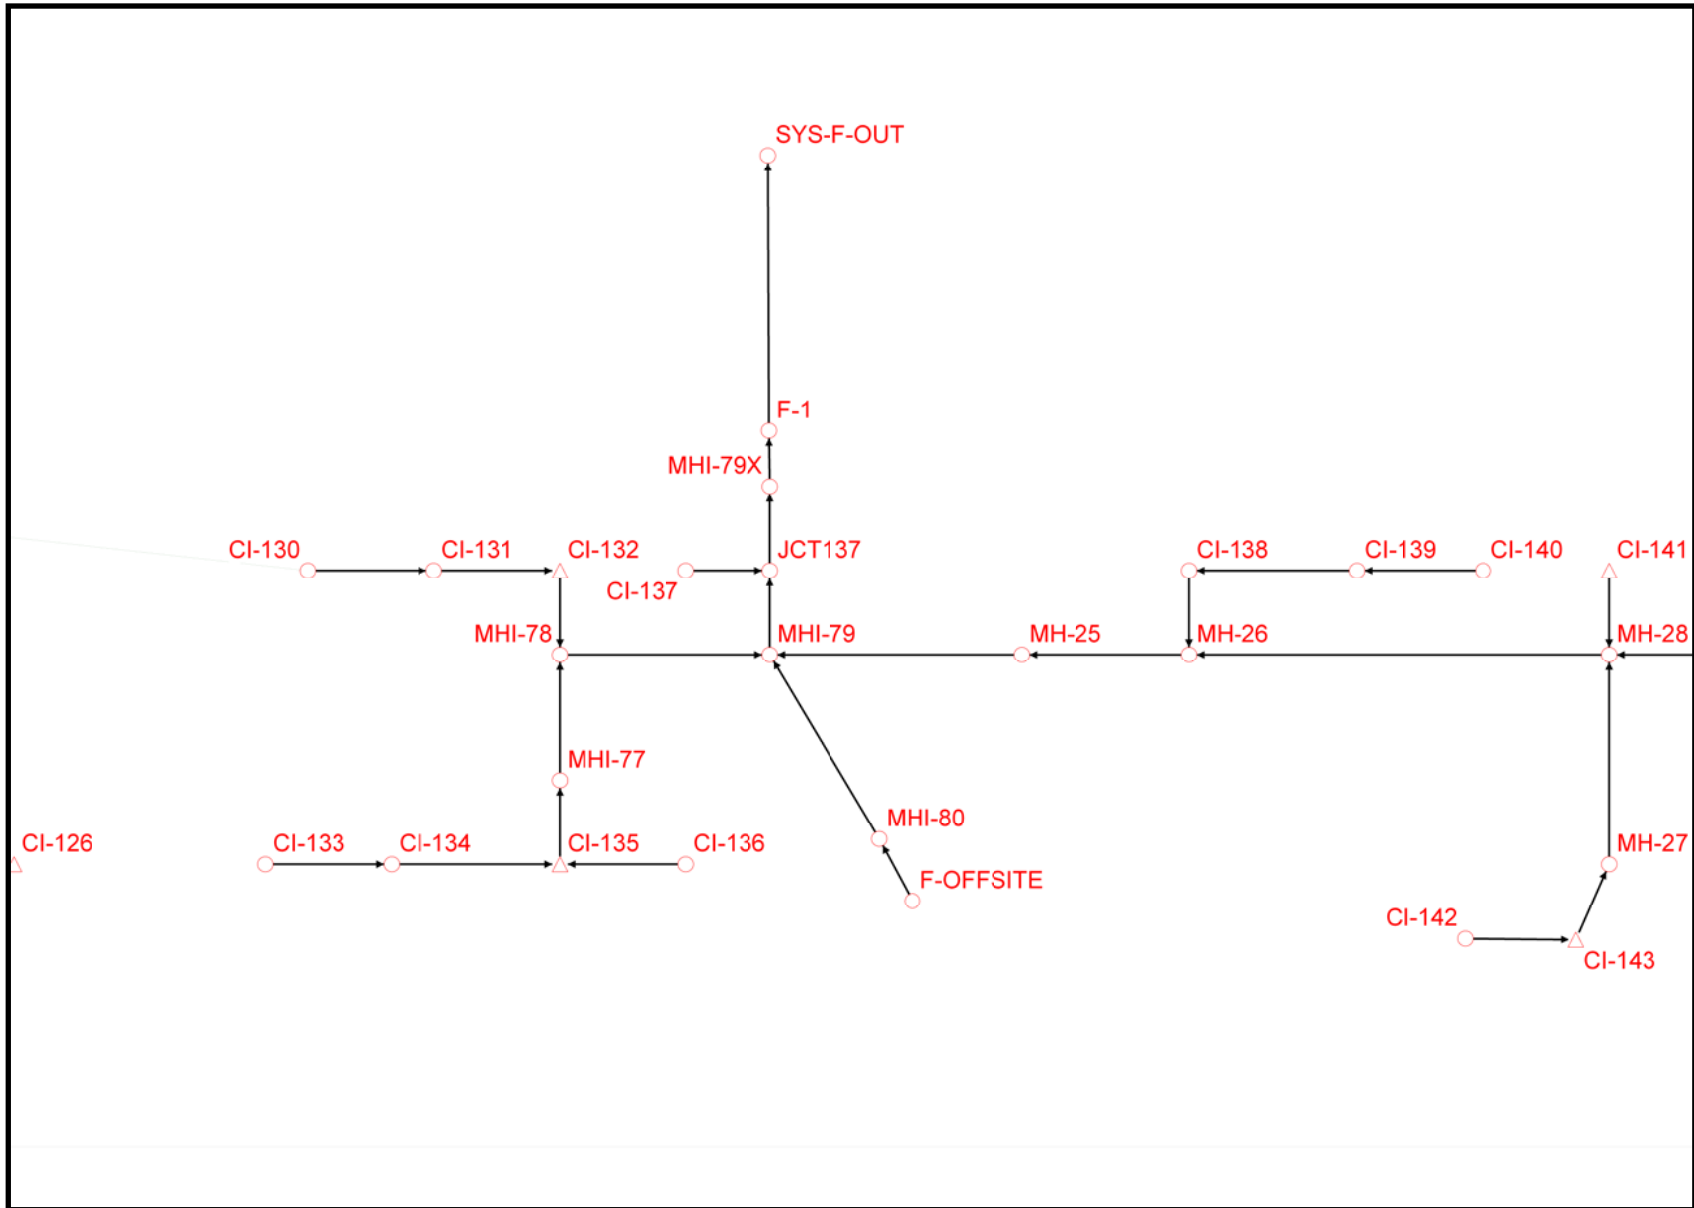 SYS-F-OUT
F-1
MHI-79X
CI-130
CI-131
CI-132
JCT137
CI-138
CI-139
CI-140
CI-141
CI-137
MHI-78
MHI-79
MH-25
MH-26
MH-28
MHI-77
MHI-80
CI-126
CI-133
CI-134
CI-135
CI-136
MH-27
F-OFFSITE
CI-142
CI-143